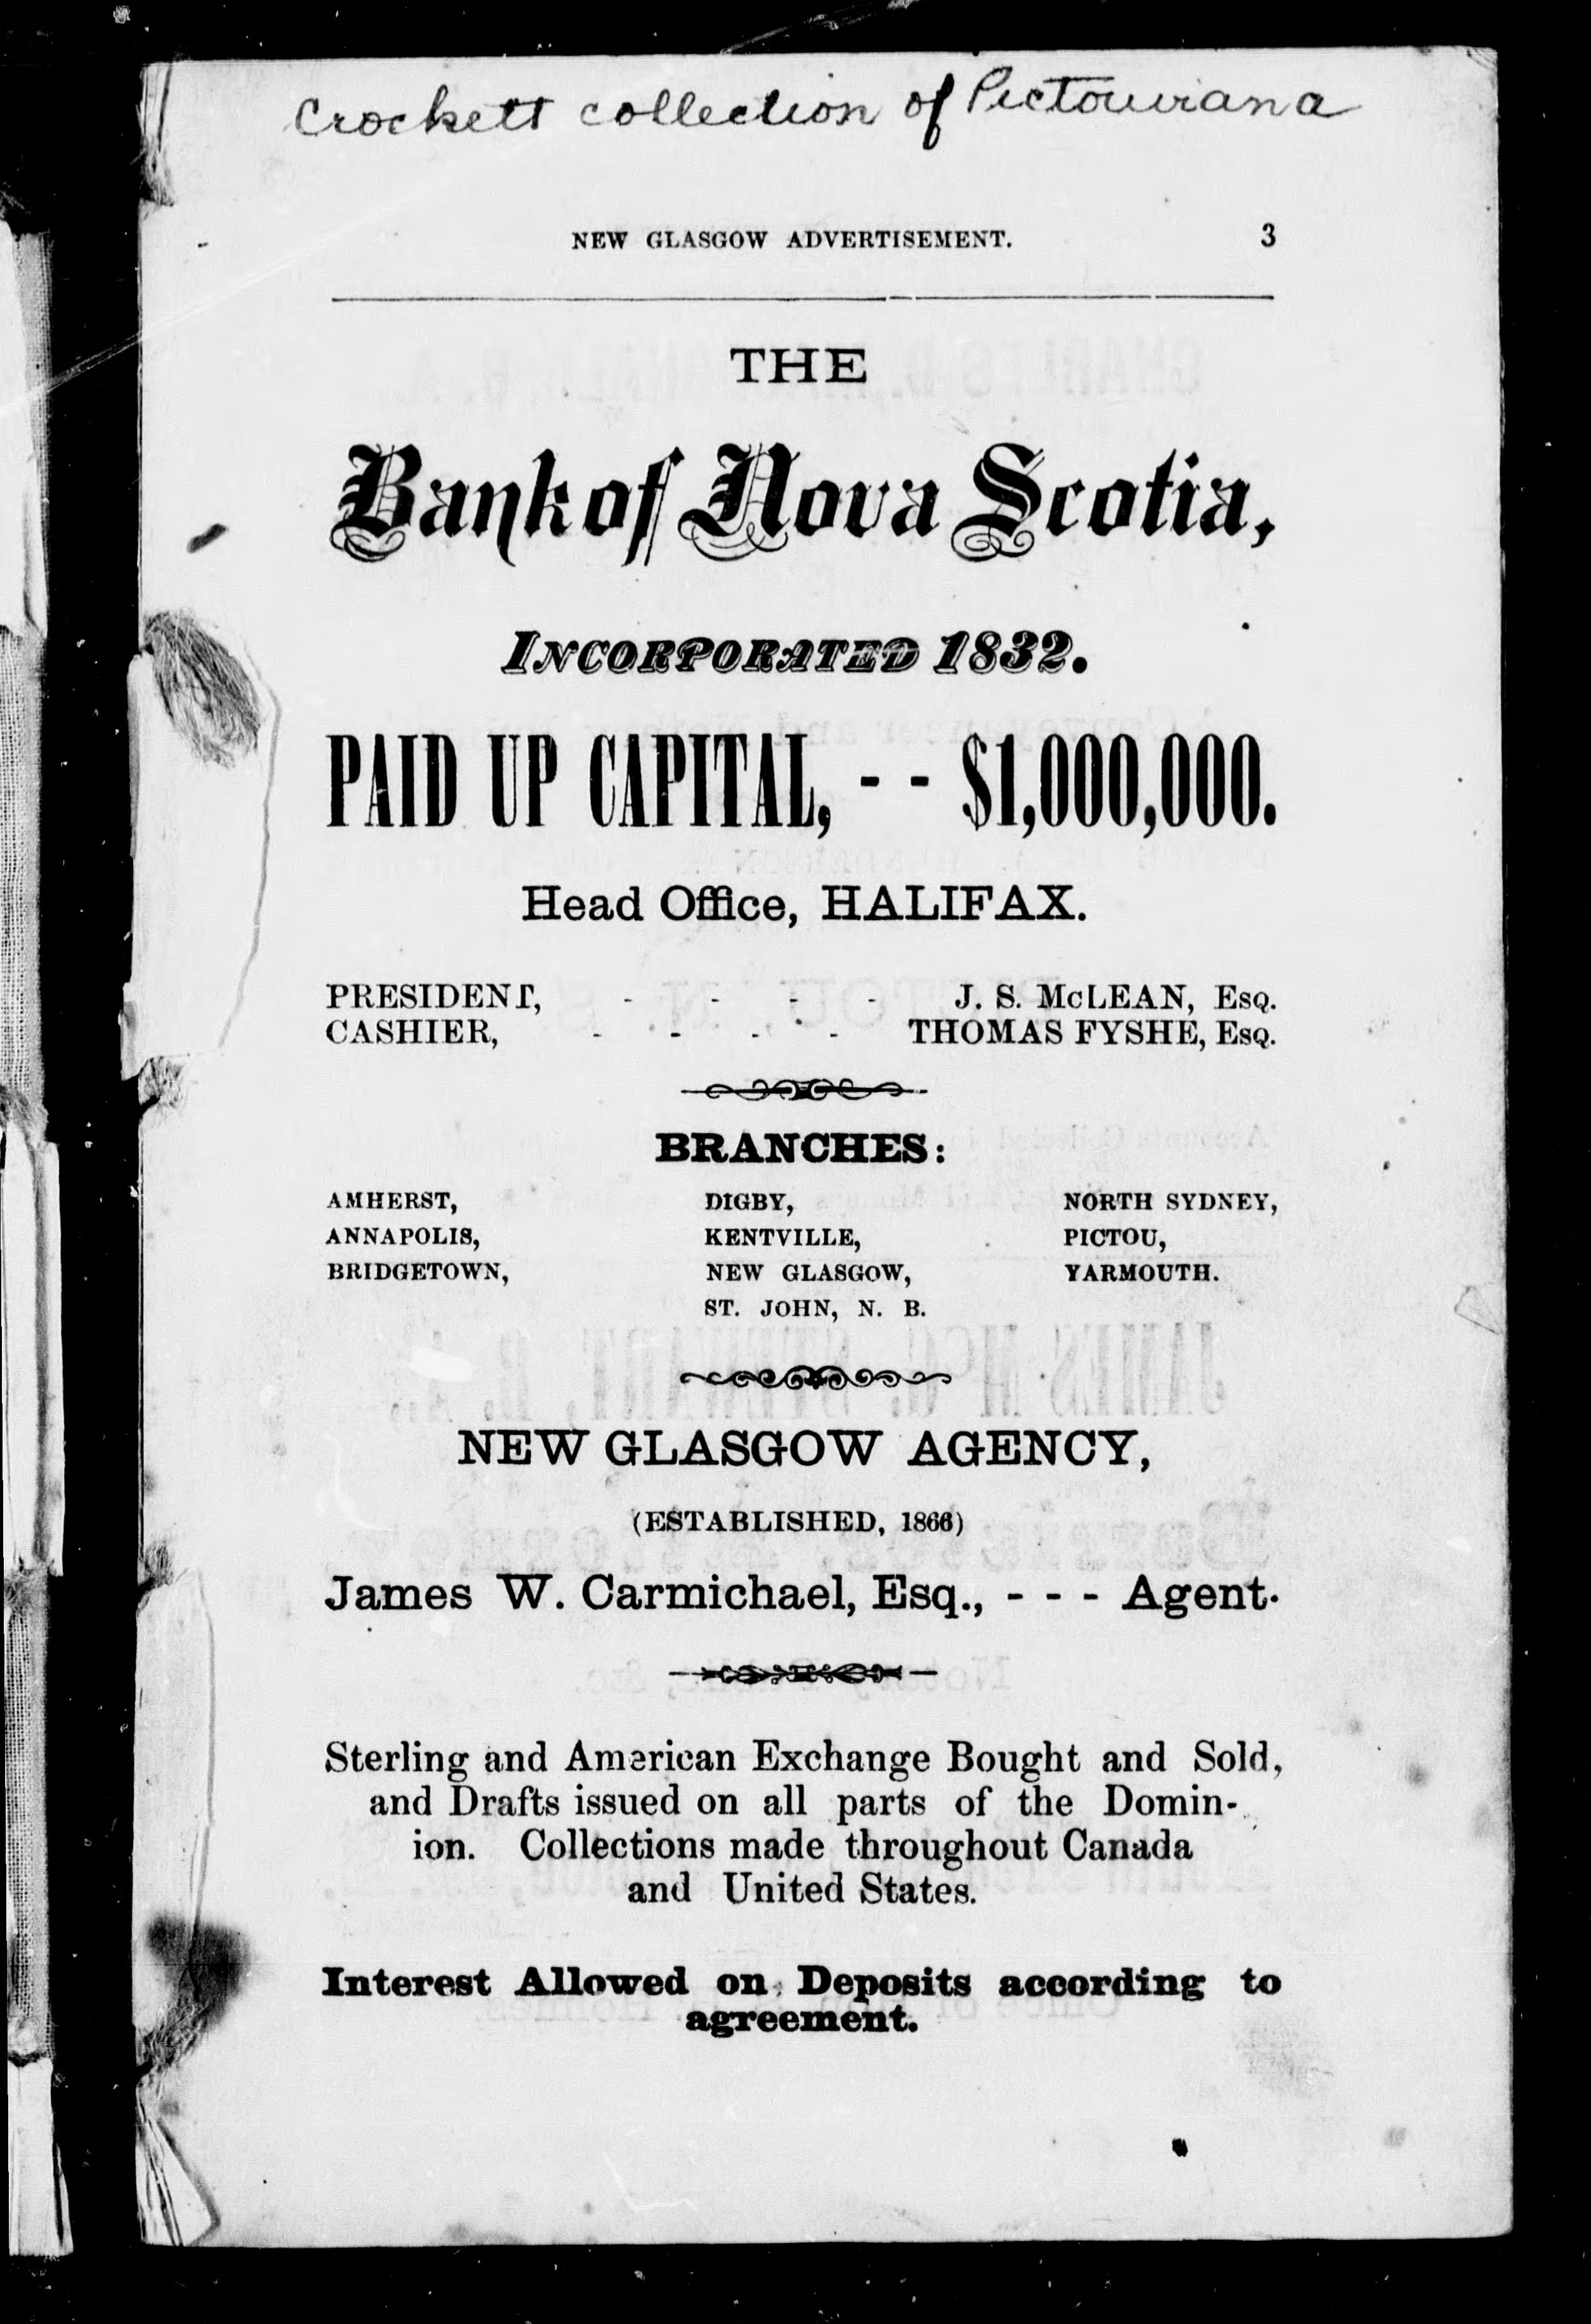 Crockett collection of Pictouviana
NEW GLASGOW ADVERTISEMENT. 3
THE
Bank of Nova Scotia,
INCORPORATED 1832.
PAID UP CAPITAL, - - $1,000,000.
Head Office, HALIFAX.
PRESIDENT, - - - - J. S. McLEAN, Esq.
CASHIER, - - - - THOMAS FYSHE, Esq.
BRANCHES:
AMHERST, DIGBY, NORTH SYDNEY,
ANNAPOLIS, KENTVILLE, PICTOU,
BRIDGETOWN, NEW GLASGOW, YARMOUTH.
ST. JOHN, N. B.
NEW GLASGOW AGENCY,
(ESTABLISHED, 1866)
James W. Carmichael, Esq., - - - Agent.
Sterling and American Exchange Bought and Sold,
and Drafts issued on all parts of the Domin-
ion. Collections made throughout Canada
and United States.
Interest Allowed on Deposits according to
agreement.